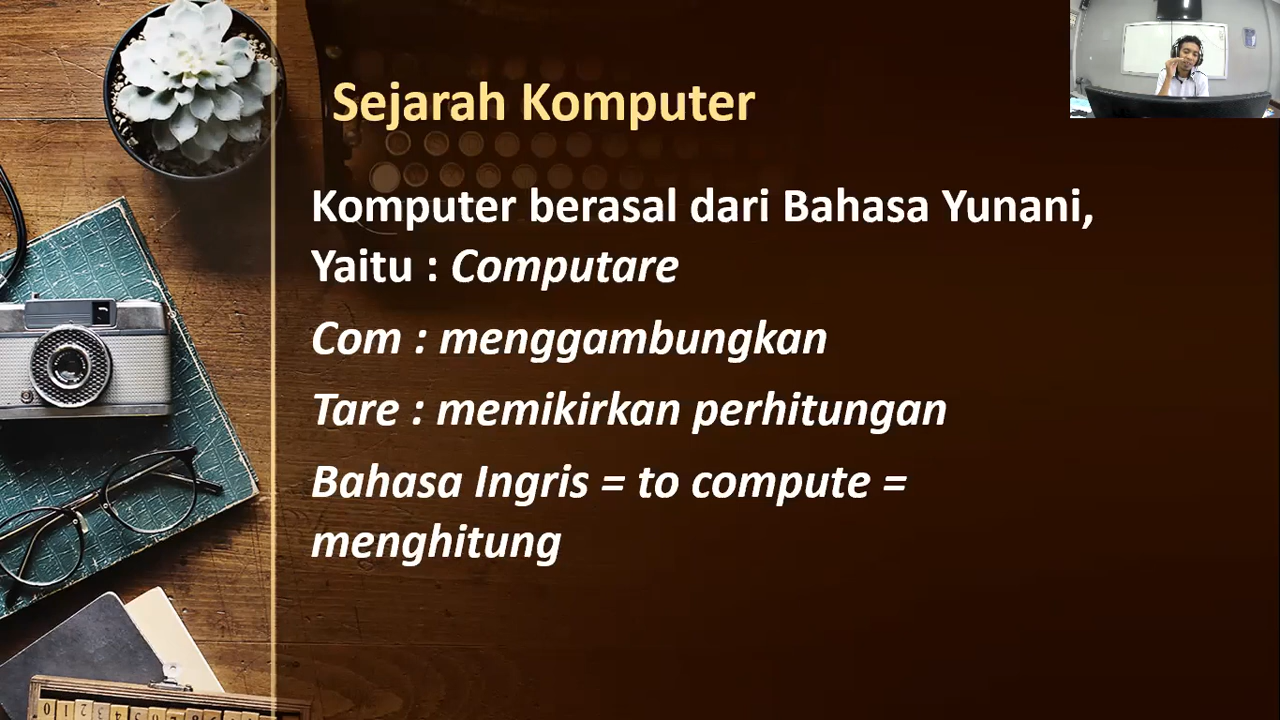 Sejarah Komputer
Komputer berasal dari Bahasa Yunani,
Yaitu : Computare
Com : menggambungkan
Tare : memikirkan perhitungan
Bahasa Ingris = to compute =
menghitung